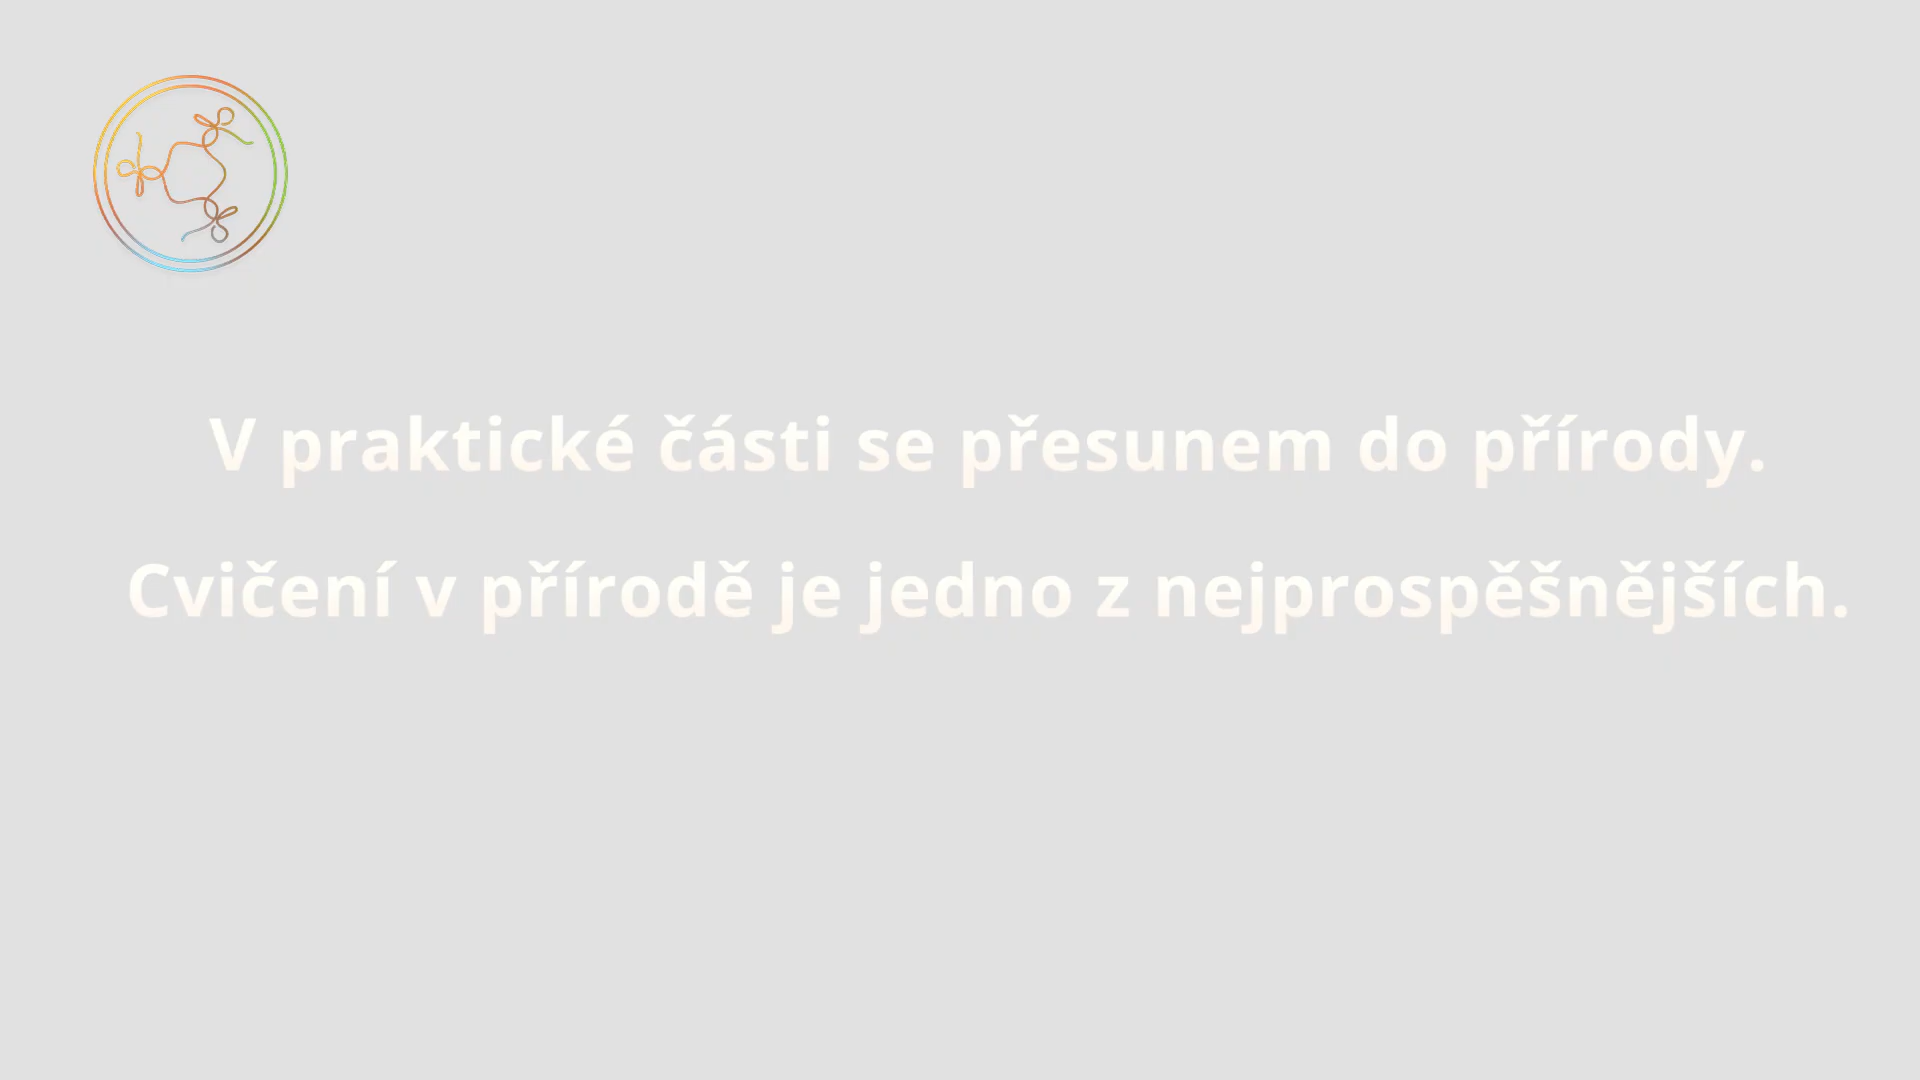 V praktické části se přesunem do přírody.
Cvičení v přírodě je jedno z nejprospěšnějších.